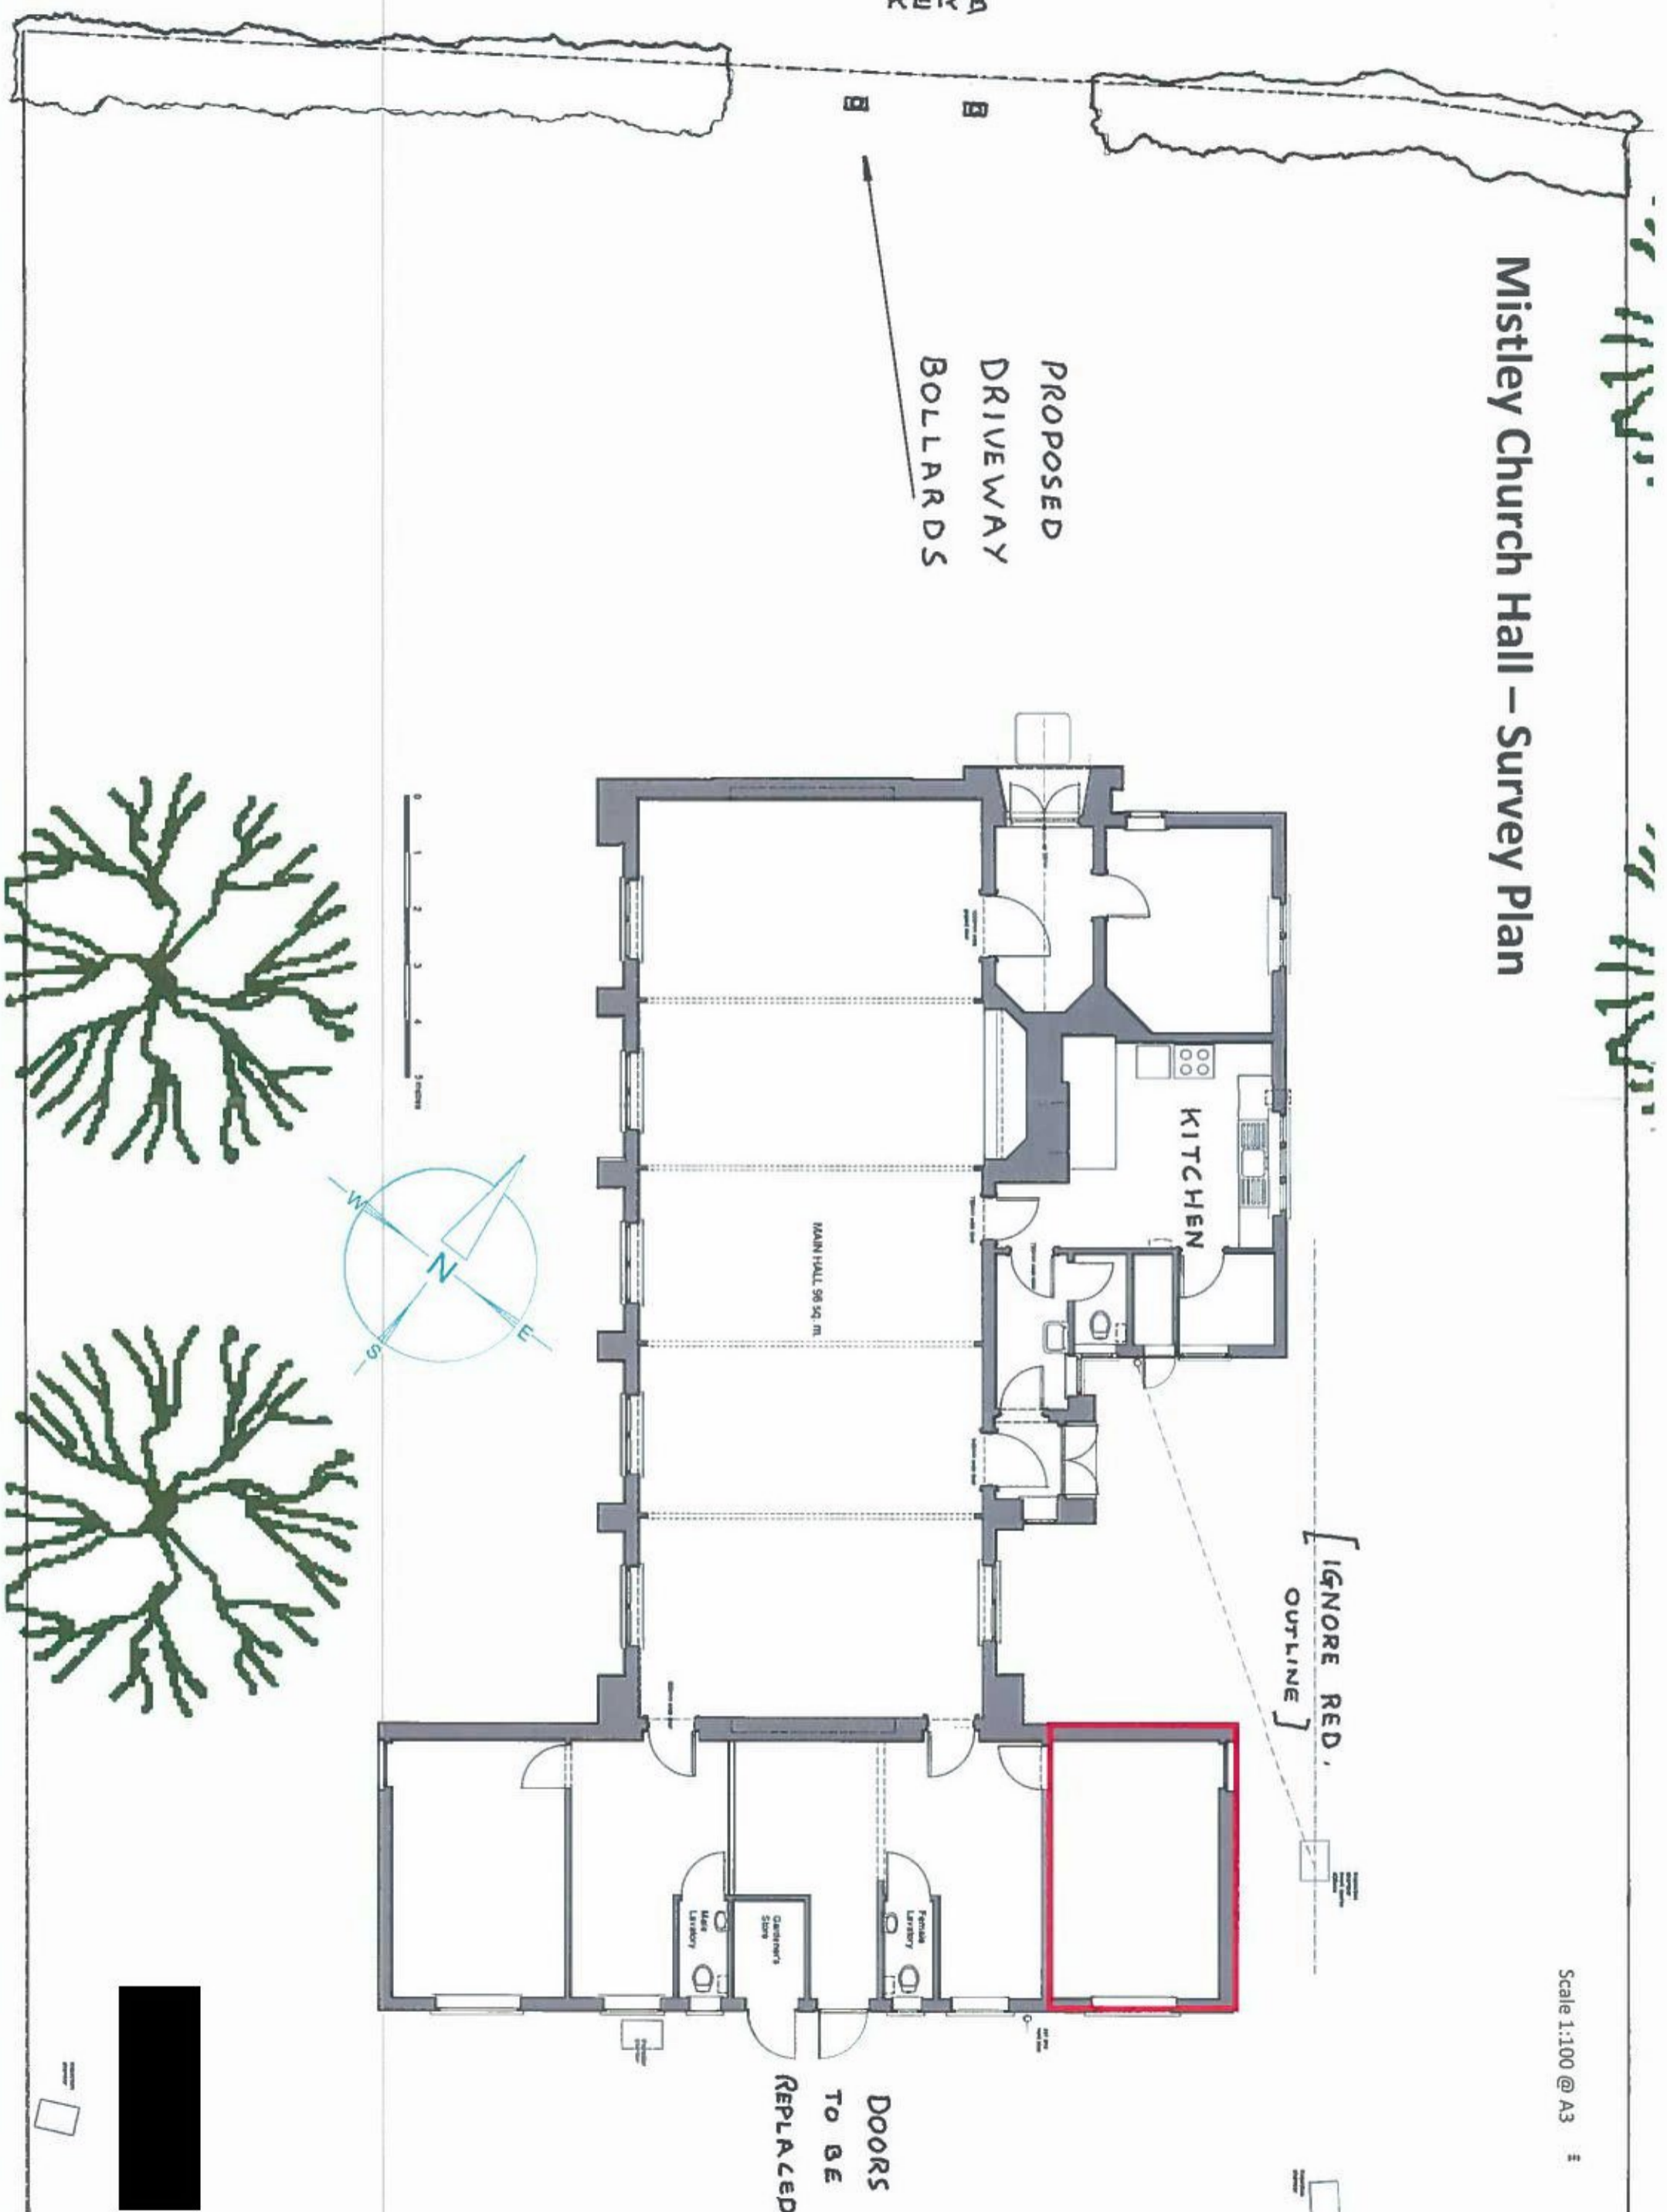 KERB
Mistley Church Hall – Survey Plan
Scale 1:100 @ A3
PROPOSED
DRIVEWAY
BOLLARDS
KITCHEN
MAIN HALL 96 sq. m.
[ IGNORE RED.
OUTLINE ]
0 1 2 3 4 5 metres
N
E
S
W
Female
Lavatory
Gardener's
Store
Male
Lavatory
DOORS
TO BE
REPLACED